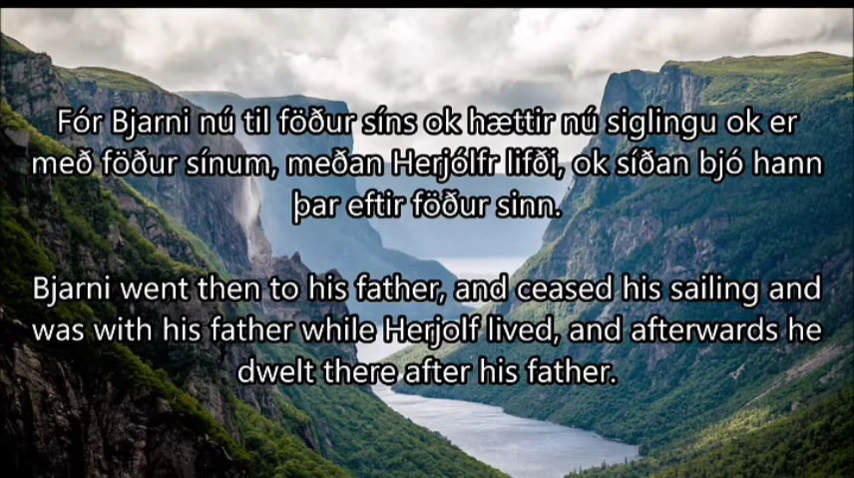 Fór Bjarni nú til föður síns ok hættir nú siglingu ok er
með föður sínum, meðan Herjólfr lifði, ok síðan bjó hann
þar eftir föður sinn.
Bjarni went then to his father, and ceased his sailing and
was with his father while Herjolf lived, and afterwards he
dwelt there after his father.